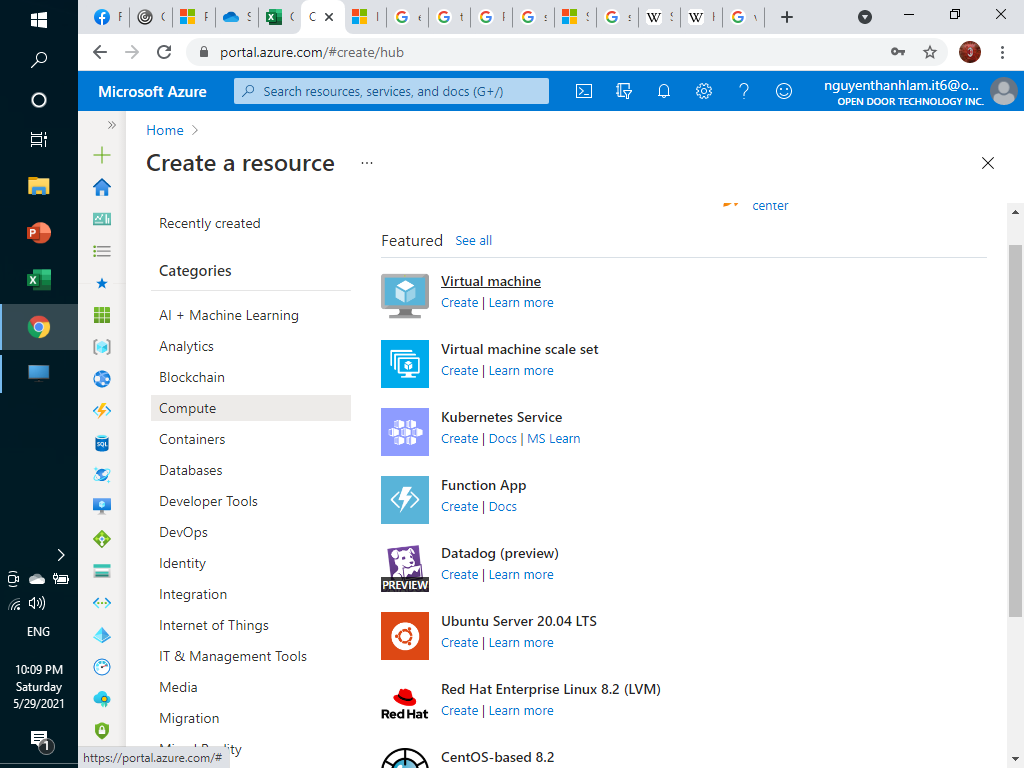 portal.azure.com/#create/hub
Microsoft Azure
Search resources, services, and docs (G+/)
nguyenthanhlam.it6@o...
OPEN DOOR TECHNOLOGY INC.
Home
Create a resource
...
center
Recently created
Categories
AI + Machine Learning
Analytics
Blockchain
Compute
Containers
Databases
Developer Tools
DevOps
Identity
Integration
Internet of Things
IT & Management Tools
Media
Migration
Featured See all
Virtual machine
Create | Learn more
Virtual machine scale set
Create | Learn more
Kubernetes Service
Create | Docs | MS Learn
Function App
Create | Docs
Datadog (preview)
Create | Learn more
PREVIEW
Ubuntu Server 20.04 LTS
Create | Learn more
Red Hat Enterprise Linux 8.2 (LVM)
Create | Learn more
Red Hat
CentOS-based 8.2
https://portal.azure.com/#
SQL
ENG
10:09 PM
Saturday
5/29/2021
1